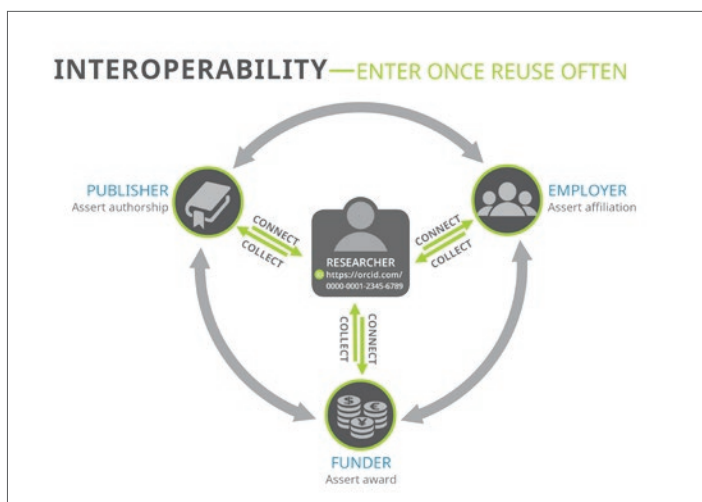 INTEROPERABILITY—ENTER ONCE REUSE OFTEN
PUBLISHER
Assert authorship
EMPLOYER
Assert affiliation
CONNECT
COLLECT
CONNECT
COLLECT
RESEARCHER
https://orcid.com/
0000-0001-2345-6789
COLLECT
CONNECT
$
€
¥
FUNDER
Assert award